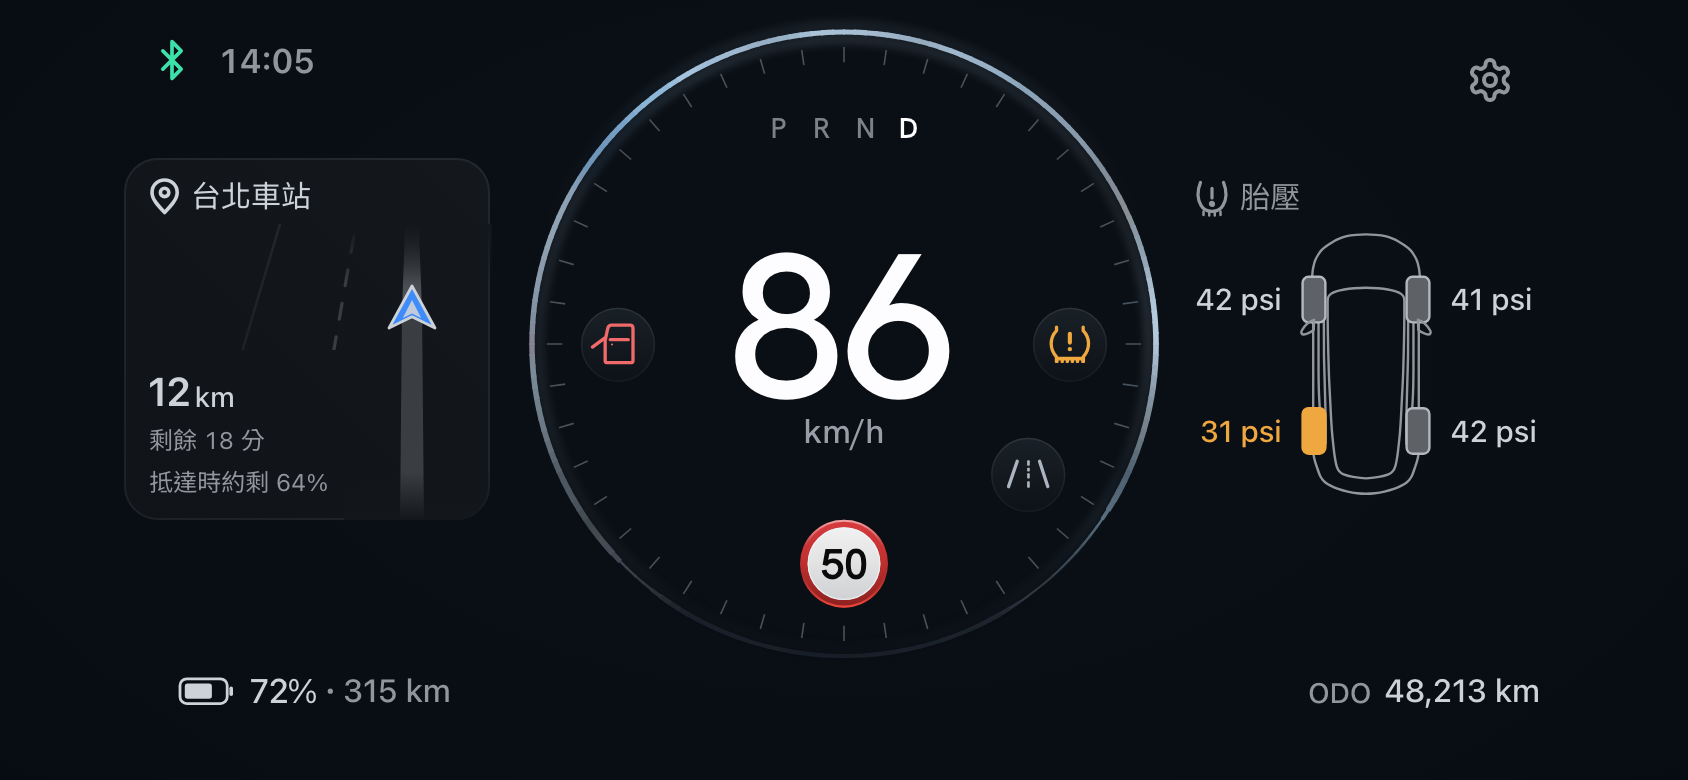 14:05
P R N D
台北車站
12 km
剩餘 18 分
抵達時約剩 64%
86
km/h
50
胎壓
42 psi
41 psi
31 psi
42 psi
72% · 315 km
ODO 48,213 km